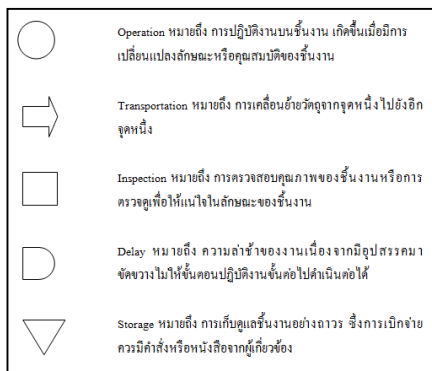 Operation หมายถึง การปฏิบัติงานบนชิ้นงาน เกิดขึ้นเมื่อมีการ
เปลี่ยนแปลงลักษณะหรือคุณสมบัติของชิ้นงาน
Transportation หมายถึง การเคลื่อนย้ายวัตถุจากจุดหนึ่งไปยังอีก
จุดหนึ่ง
Inspection หมายถึง การตรวจสอบคุณภาพของชิ้นงานหรือการ
ตรวจดูเพื่อให้แน่ใจในลักษณะของชิ้นงาน
Delay หมายถึง ความล่าช้าของงานเนื่องจากมีอุปสรรคมา
ขัดขวางไม่ให้ขั้นตอนปฏิบัติงานขั้นต่อไปดำเนินต่อได้
Storage หมายถึง การเก็บดูแลชิ้นงานอย่างถาวร ซึ่งการเบิกจ่าย
ควรมีคำสั่งหรือหนังสือจากผู้เกี่ยวข้อง